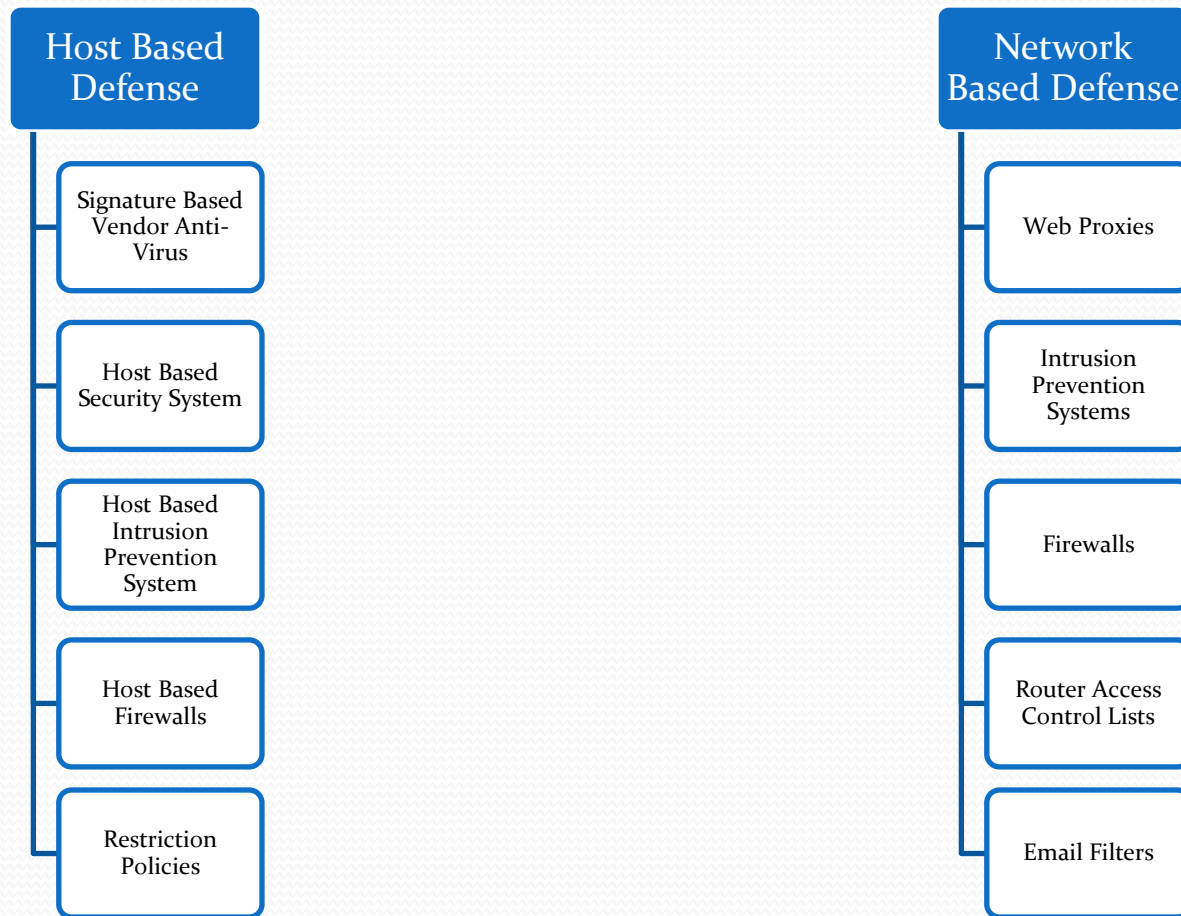 Host Based
Defense
Signature Based
Vendor Anti-
Virus
Host Based
Security System
Host Based
Intrusion
Prevention
System
Host Based
Firewalls
Restriction
Policies
Network
Based Defense
Web Proxies
Intrusion
Prevention
Systems
Firewalls
Router Access
Control Lists
Email Filters